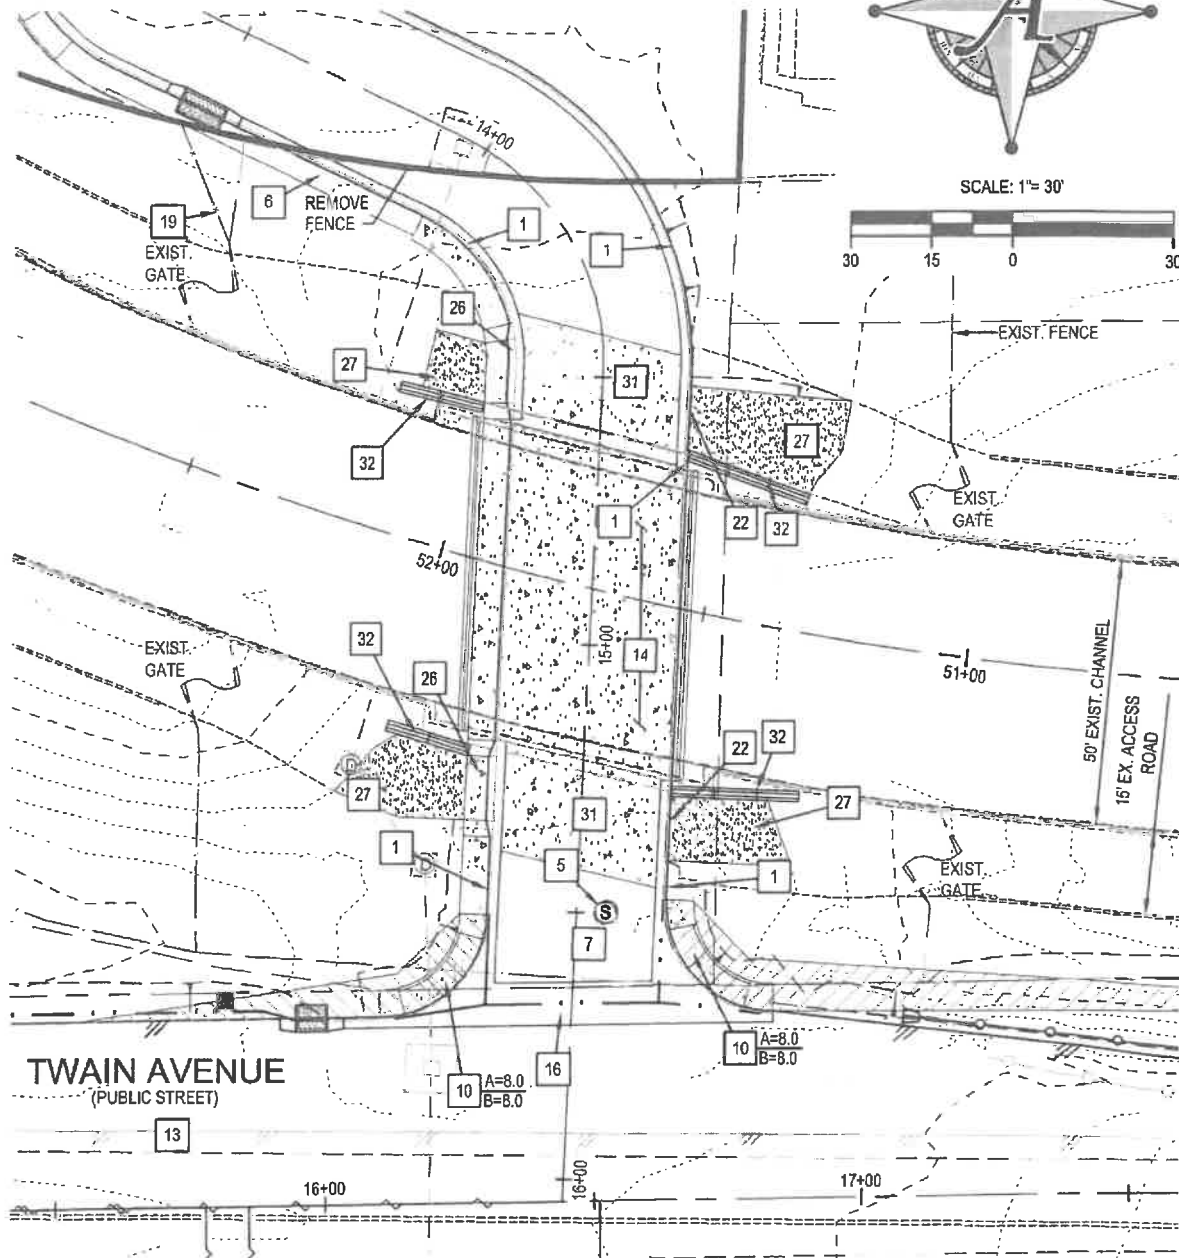 14+00
SCALE: 1"= 30'
30 15 0 30
6
REMOVE
FENCE
19
EXIST.
GATE
1
1
26
27
31
EXIST. FENCE
27
32
EXIST.
GATE
1
22
32
52+00
32
EXIST.
GATE
26
15+00
14
51+00
50' EXIST. CHANNEL
15' EX. ACCESS
ROAD
22
32
27
31
27
1
D
D
5
1
EXIST.
GATE
S
7
TWAIN AVENUE
(PUBLIC STREET)
10
A=8.0
B=8.0
16
10
A=8.0
B=8.0
13
16+00
16+00
17+00